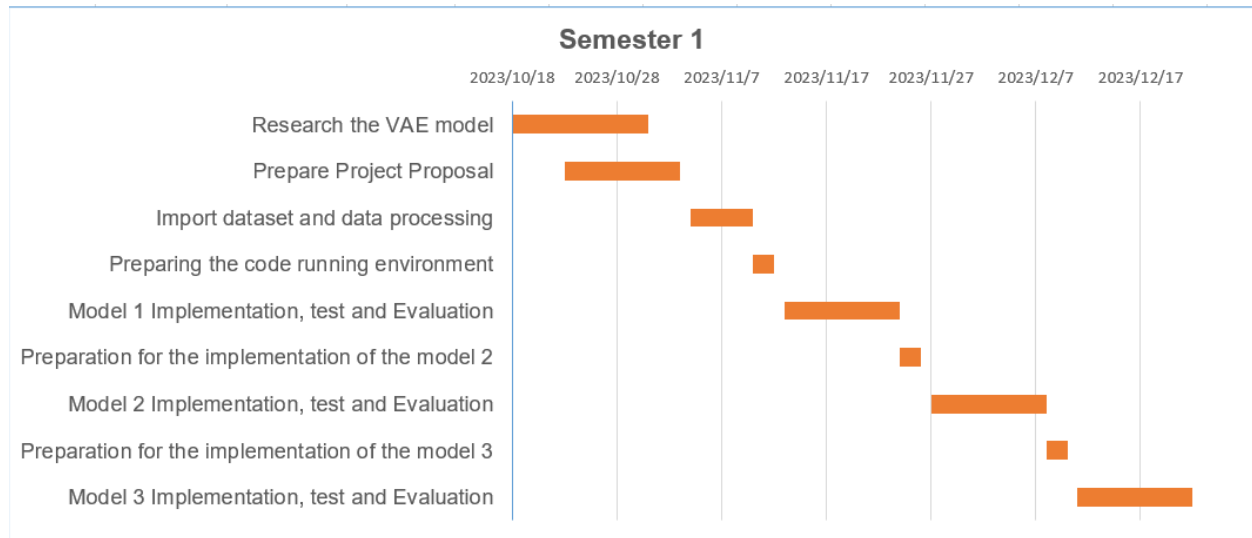 Semester 1
2023/10/18 2023/10/28 2023/11/7 2023/11/17 2023/11/27 2023/12/7 2023/12/17
Research the VAE model
Prepare Project Proposal
Import dataset and data processing
Preparing the code running environment
Model 1 Implementation, test and Evaluation
Preparation for the implementation of the model 2
Model 2 Implementation, test and Evaluation
Preparation for the implementation of the model 3
Model 3 Implementation, test and Evaluation